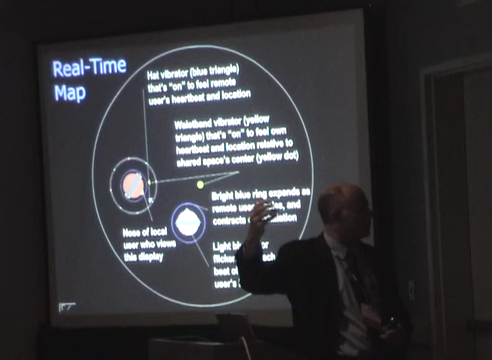 Real-Time
Map
Hat vibrator (blue triangle)
that's "on" to feel remote
user's heartbeat and location
Waistband vibrator (yellow
triangle) that's "on" to feel own
heartbeat and location relative to
shared space's center (yellow dot)
Bright blue ring expands as
remote user
and
contracts
Nose of local
user who views
this display
Light
flicker
beat
user's